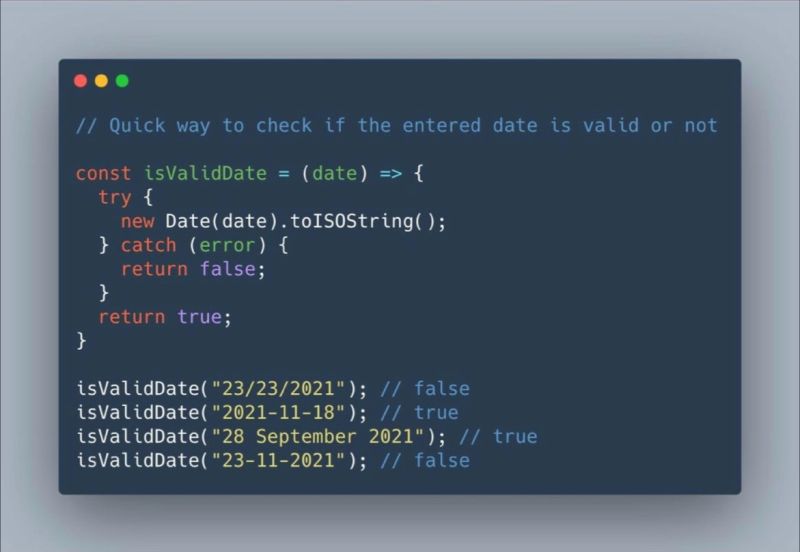 // Quick way to check if the entered date is valid or not
const isValidDate = (date) => {
try {
new Date(date).toISOString();
} catch (error) {
return false;
}
return true;
}
isValidDate("23/23/2021"); // false
isValidDate("2021-11-18"); // true
isValidDate("28 September 2021"); // true
isValidDate("23-11-2021"); // false